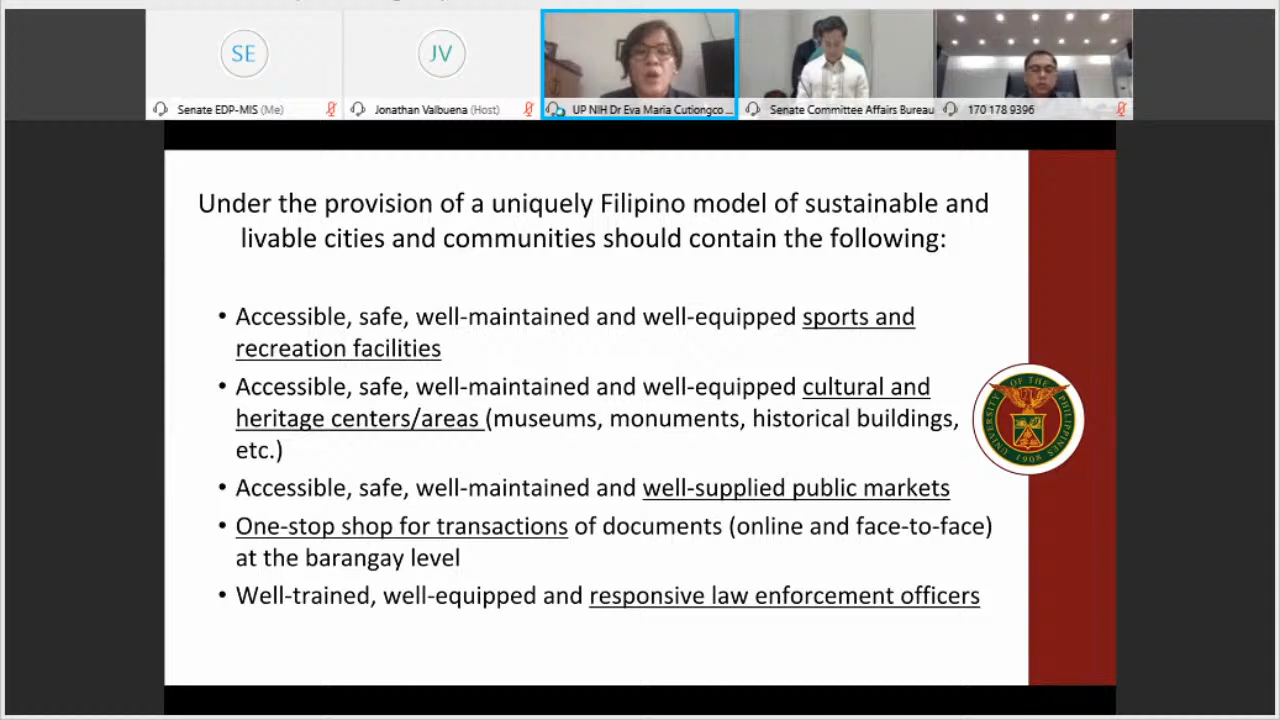 SE
JV
Senate EDP-MIS (Me)
Jonathan Valbuena (Host)
UP NIH Dr Eva Maria Cutiongco ...
Senate Committee Affairs Bureau
170 178 9396
Under the provision of a uniquely Filipino model of sustainable and
livable cities and communities should contain the following:
• Accessible, safe, well-maintained and well-equipped sports and
recreation facilities
• Accessible, safe, well-maintained and well-equipped cultural and
heritage centers/areas (museums, monuments, historical buildings,
etc.)
• Accessible, safe, well-maintained and well-supplied public markets
• One-stop shop for transactions of documents (online and face-to-face)
at the barangay level
• Well-trained, well-equipped and responsive law enforcement officers
UNIVERSITY OF THE PHILIPPINES
1908